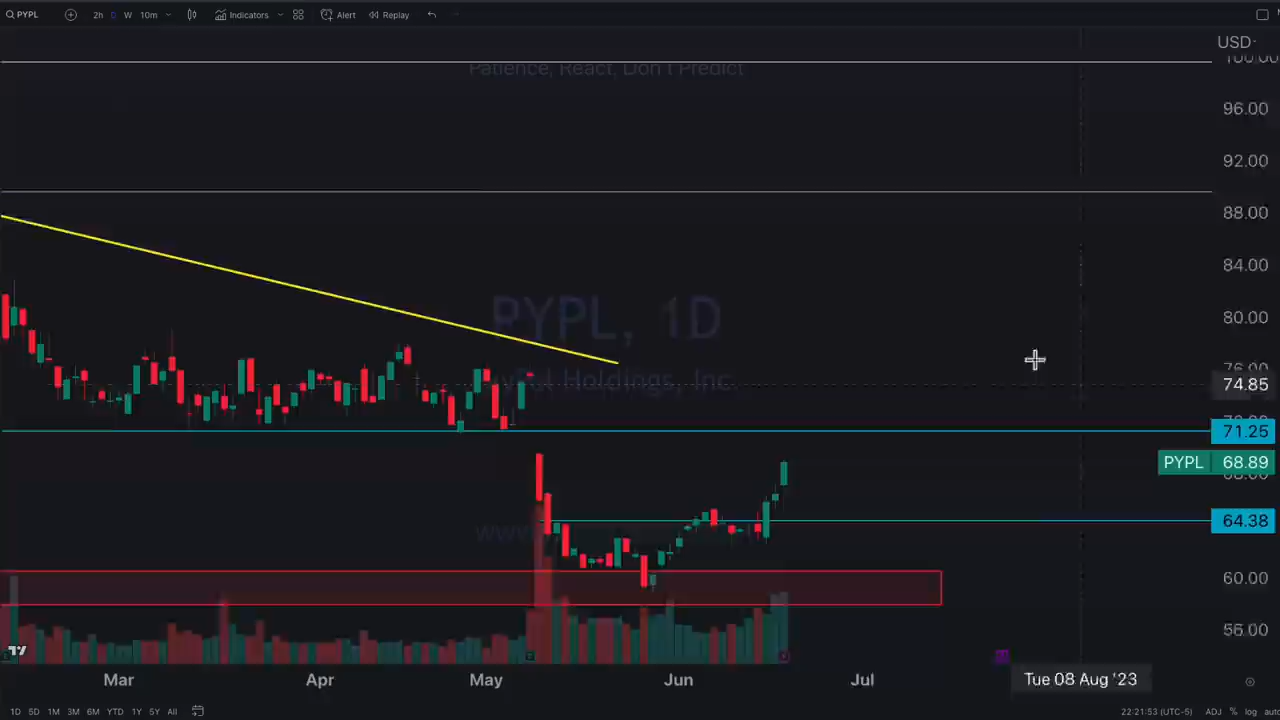 PYPL 2h D W 10m Indicators Alert Replay
USD
Patience, React, Don't Predict
100.00
96.00
92.00
88.00
84.00
PYPL, 1D
80.00
PayPal Holdings, Inc.
76.00
74.85
71.25
PYPL 68.89
68.00
www
64.38
60.00
56.00
Mar Apr May Jun Jul Tue 08 Aug '23
1D 5D 1M 3M 6M YTD 1Y 5Y All 22:21:53 (UTC-5) ADJ % log auto